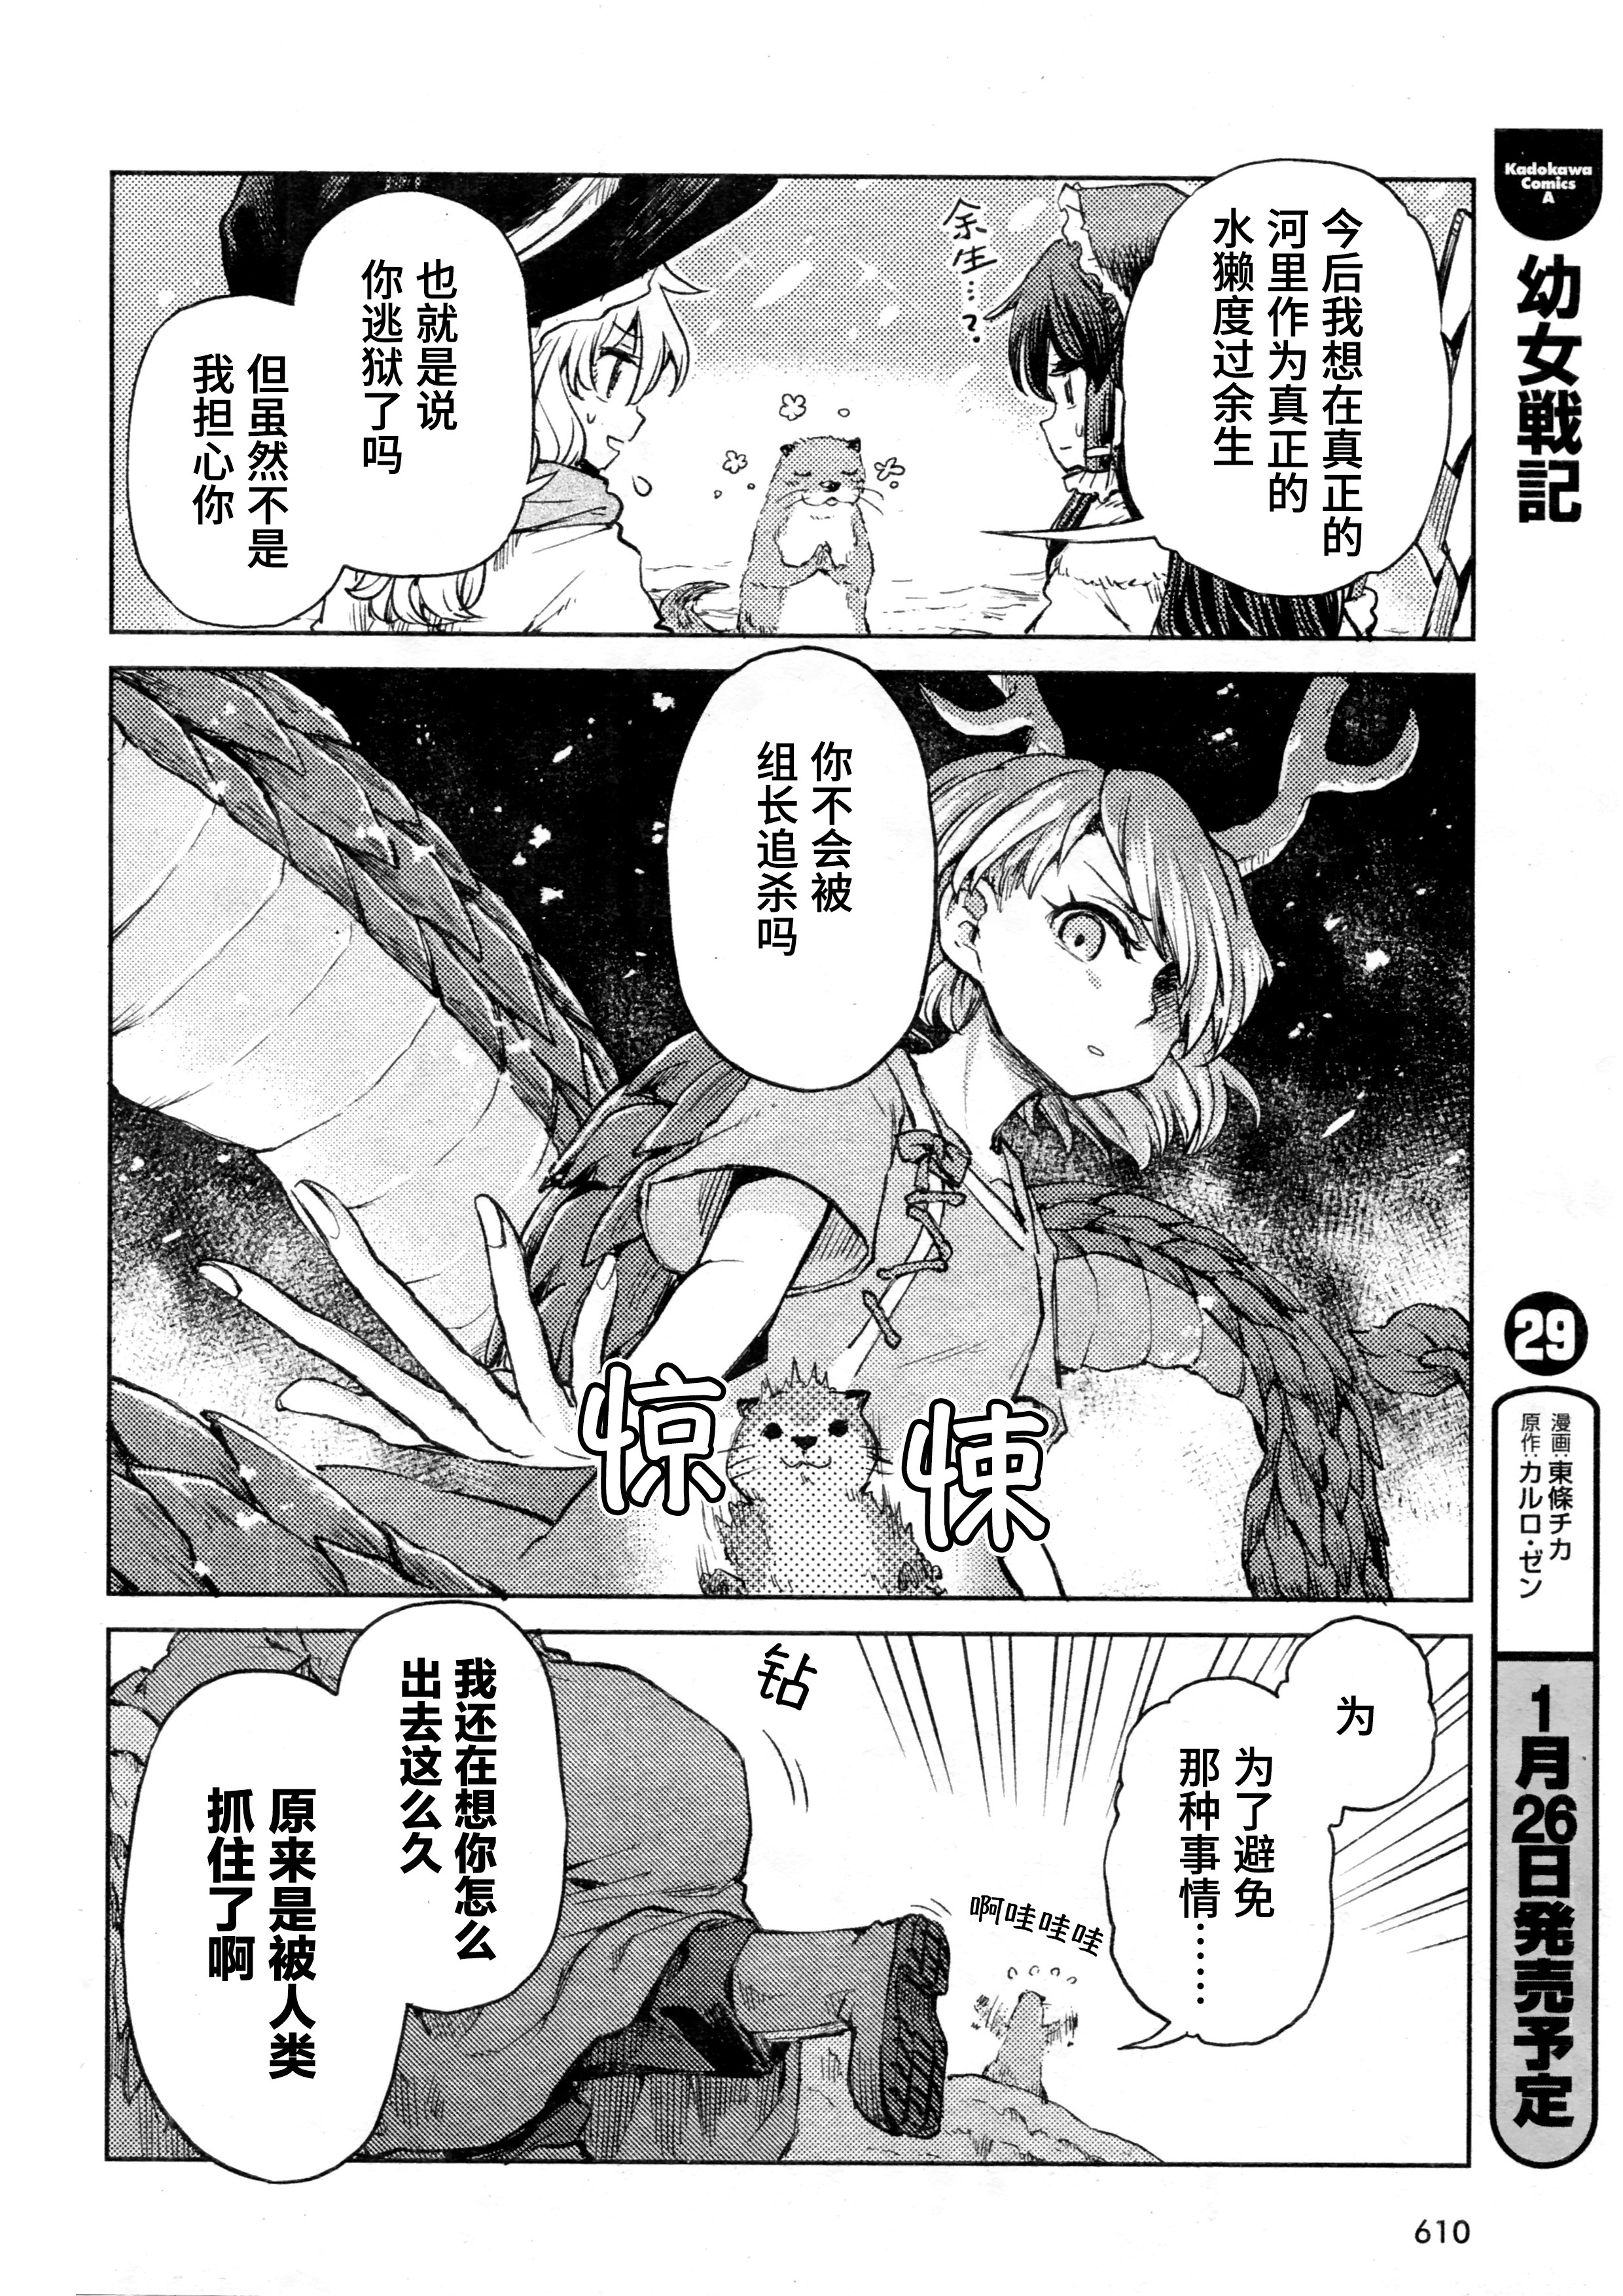 今后我想在真正的
河里作为真正的
水獭度过余生
余生…?
也就是说
你逃狱了吗
但虽然不是
我担心你
你不会被
组长追杀吗
惊
悚
为
为了避免
那种事情……
啊哇哇哇
钻
我还在想你怎么
出去这么久
原来是被人类
抓住了啊
Kadokawa
Comics
A
幼女戦記
29
漫画・東條チカ
原作・カルロ・ゼン
1月26日発売予定
610